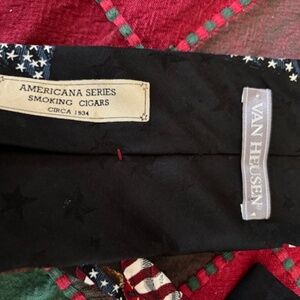 AMERICANA SERIES
SMOKING CIGARS
CIRCA 1934
VAN HEUSEN